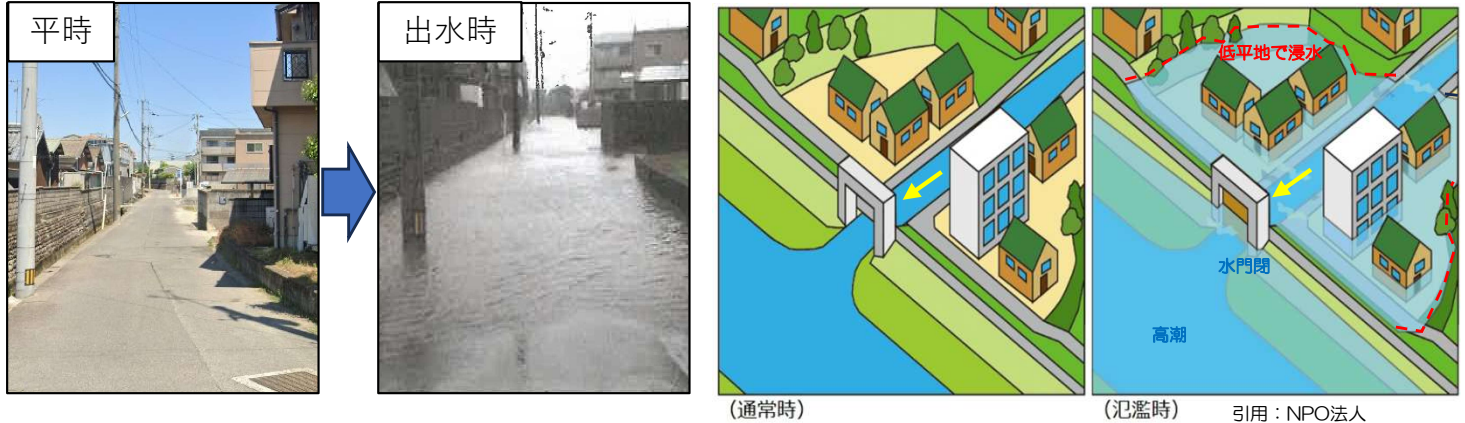 平時
出水時
低平地で浸水
水門閉
高潮
(通常時)
(氾濫時)
引用：NPO法人